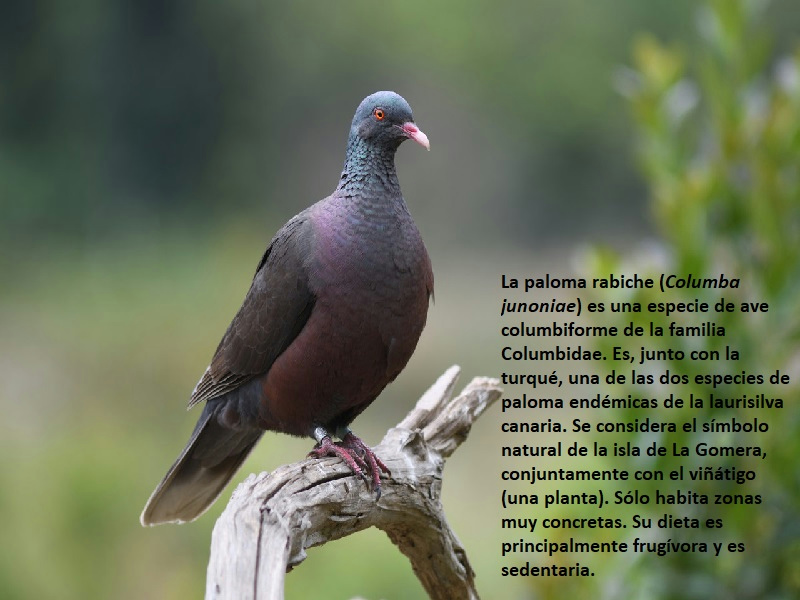 La paloma rabiche (Columba
junoniae) es una especie de ave
columbiforme de la familia
Columbidae. Es, junto con la
turqué, una de las dos especies de
paloma endémicas de la laurisilva
canaria. Se considera el símbolo
natural de la isla de La Gomera,
conjuntamente con el viñátigo
(una planta). Sólo habita zonas
muy concretas. Su dieta es
principalmente frugívora y es
sedentaria.